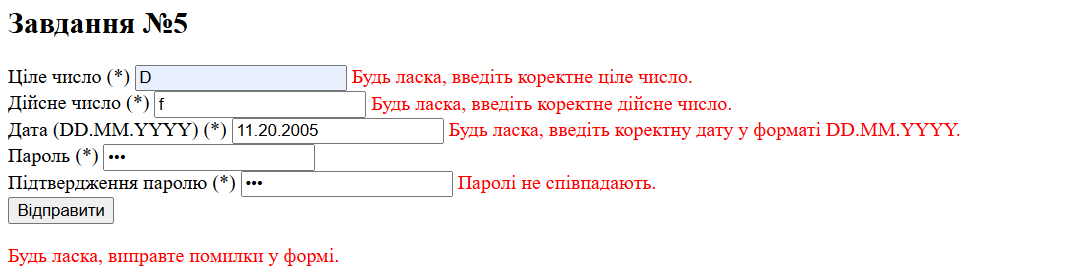 Завдання №5
Ціле число (*) D Будь ласка, введіть коректне ціле число.
Дійсне число (*) f Будь ласка, введіть коректне дійсне число.
Дата (DD.MM.YYYY) (*) 11.20.2005 Будь ласка, введіть коректну дату у форматі DD.MM.YYYY.
Пароль (*) •••
Підтвердження паролю (*) ••• Паролі не співпадають.
Відправити
Будь ласка, виправте помилки у формі.